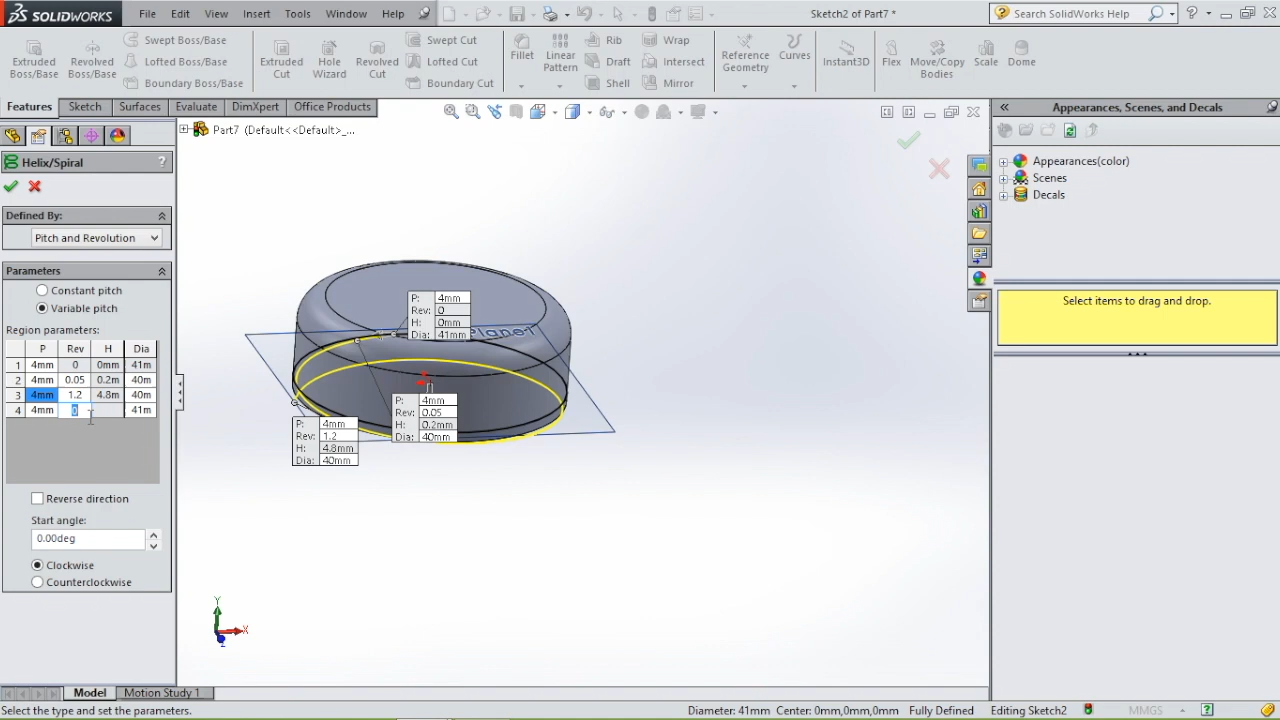 SOLIDWORKS File Edit View Insert Tools Window Help Sketch2 of Part7 * Search SolidWorks Help
Extruded Boss/Base Revolved Boss/Base Swept Boss/Base Lofted Boss/Base Boundary Boss/Base Extruded Cut Hole Wizard Revolved Cut Swept Cut Lofted Cut Boundary Cut Fillet Linear Pattern Rib Draft Shell Wrap Intersect Mirror Reference Geometry Curves Instant3D Flex Move/Copy Bodies Scale Dome
Features Sketch Surfaces Evaluate DimXpert Office Products
Appearances, Scenes, and Decals
Part7 (Default<<Default>_...
Helix/Spiral ?
Appearances(color)
Scenes
Decals
Defined By:
Pitch and Revolution
Parameters
Constant pitch
Variable pitch
Region parameters:
P Rev H Dia
1 4mm 0 0mm 41m
2 4mm 0.05 0.2m 40m
3 4mm 1.2 4.8m 40m
4 4mm 0 41m
Reverse direction
Start angle:
0.00deg
Clockwise
Counterclockwise
P: 4mm
Rev: 0
H: 0mm
Dia: 41mm
P: 4mm
Rev: 0.05
H: 0.2mm
Dia: 40mm
P: 4mm
Rev: 1.2
H: 4.8mm
Dia: 40mm
Select items to drag and drop.
Y
X
Z
Model Motion Study 1
Select the type and set the parameters. Diameter: 41mm Center: 0mm,0mm,0mm Fully Defined Editing Sketch2 MMGS